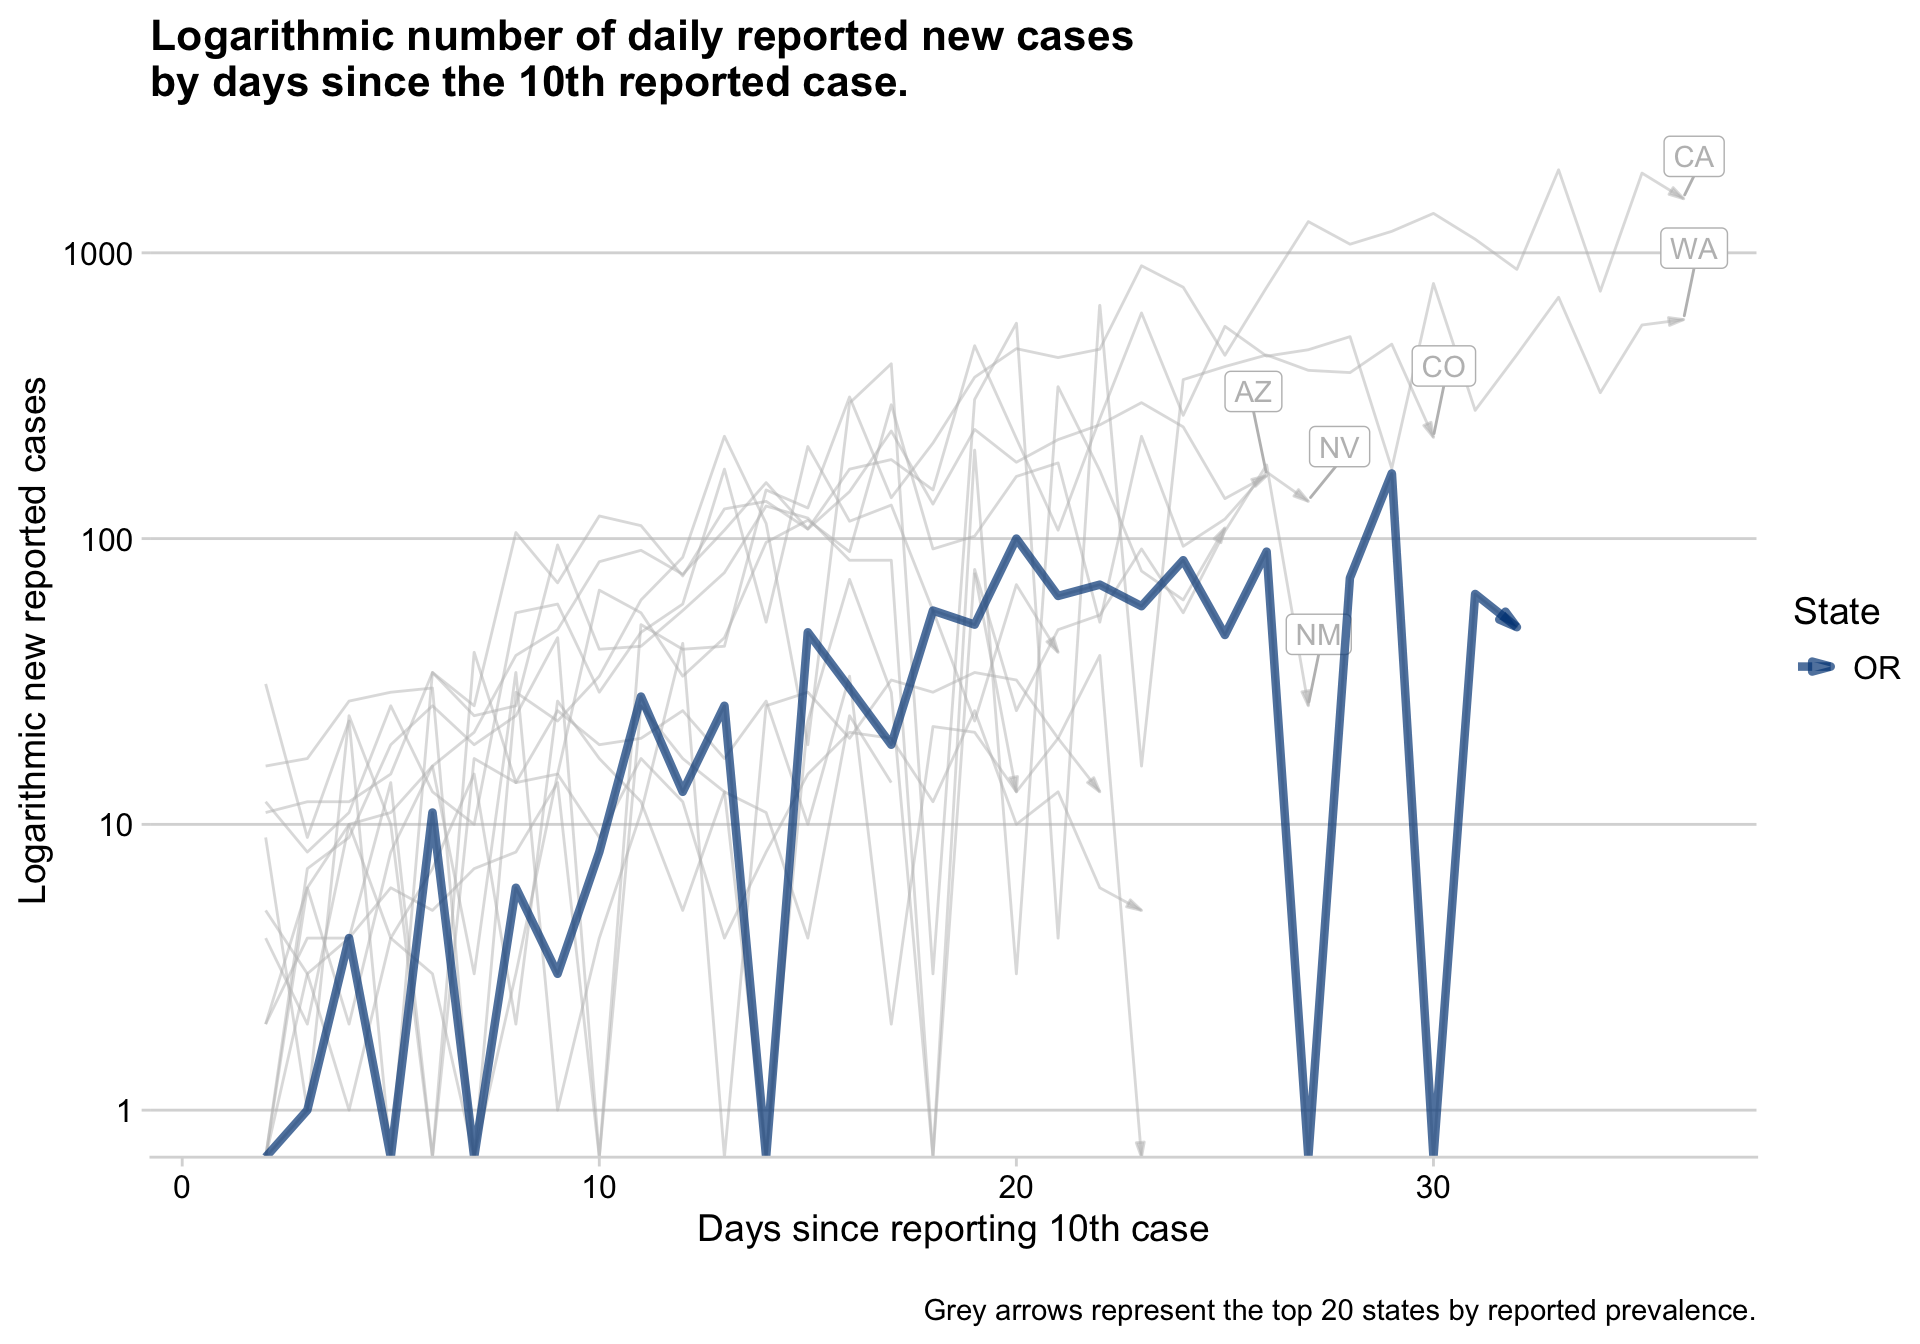 Logarithmic number of daily reported new cases
by days since the 10th reported case.
CA
1000
WA
CO
AZ
NV
100
NM
10
1
Logarithmic new reported cases
State
OR
0 10 20 30
Days since reporting 10th case
Grey arrows represent the top 20 states by reported prevalence.